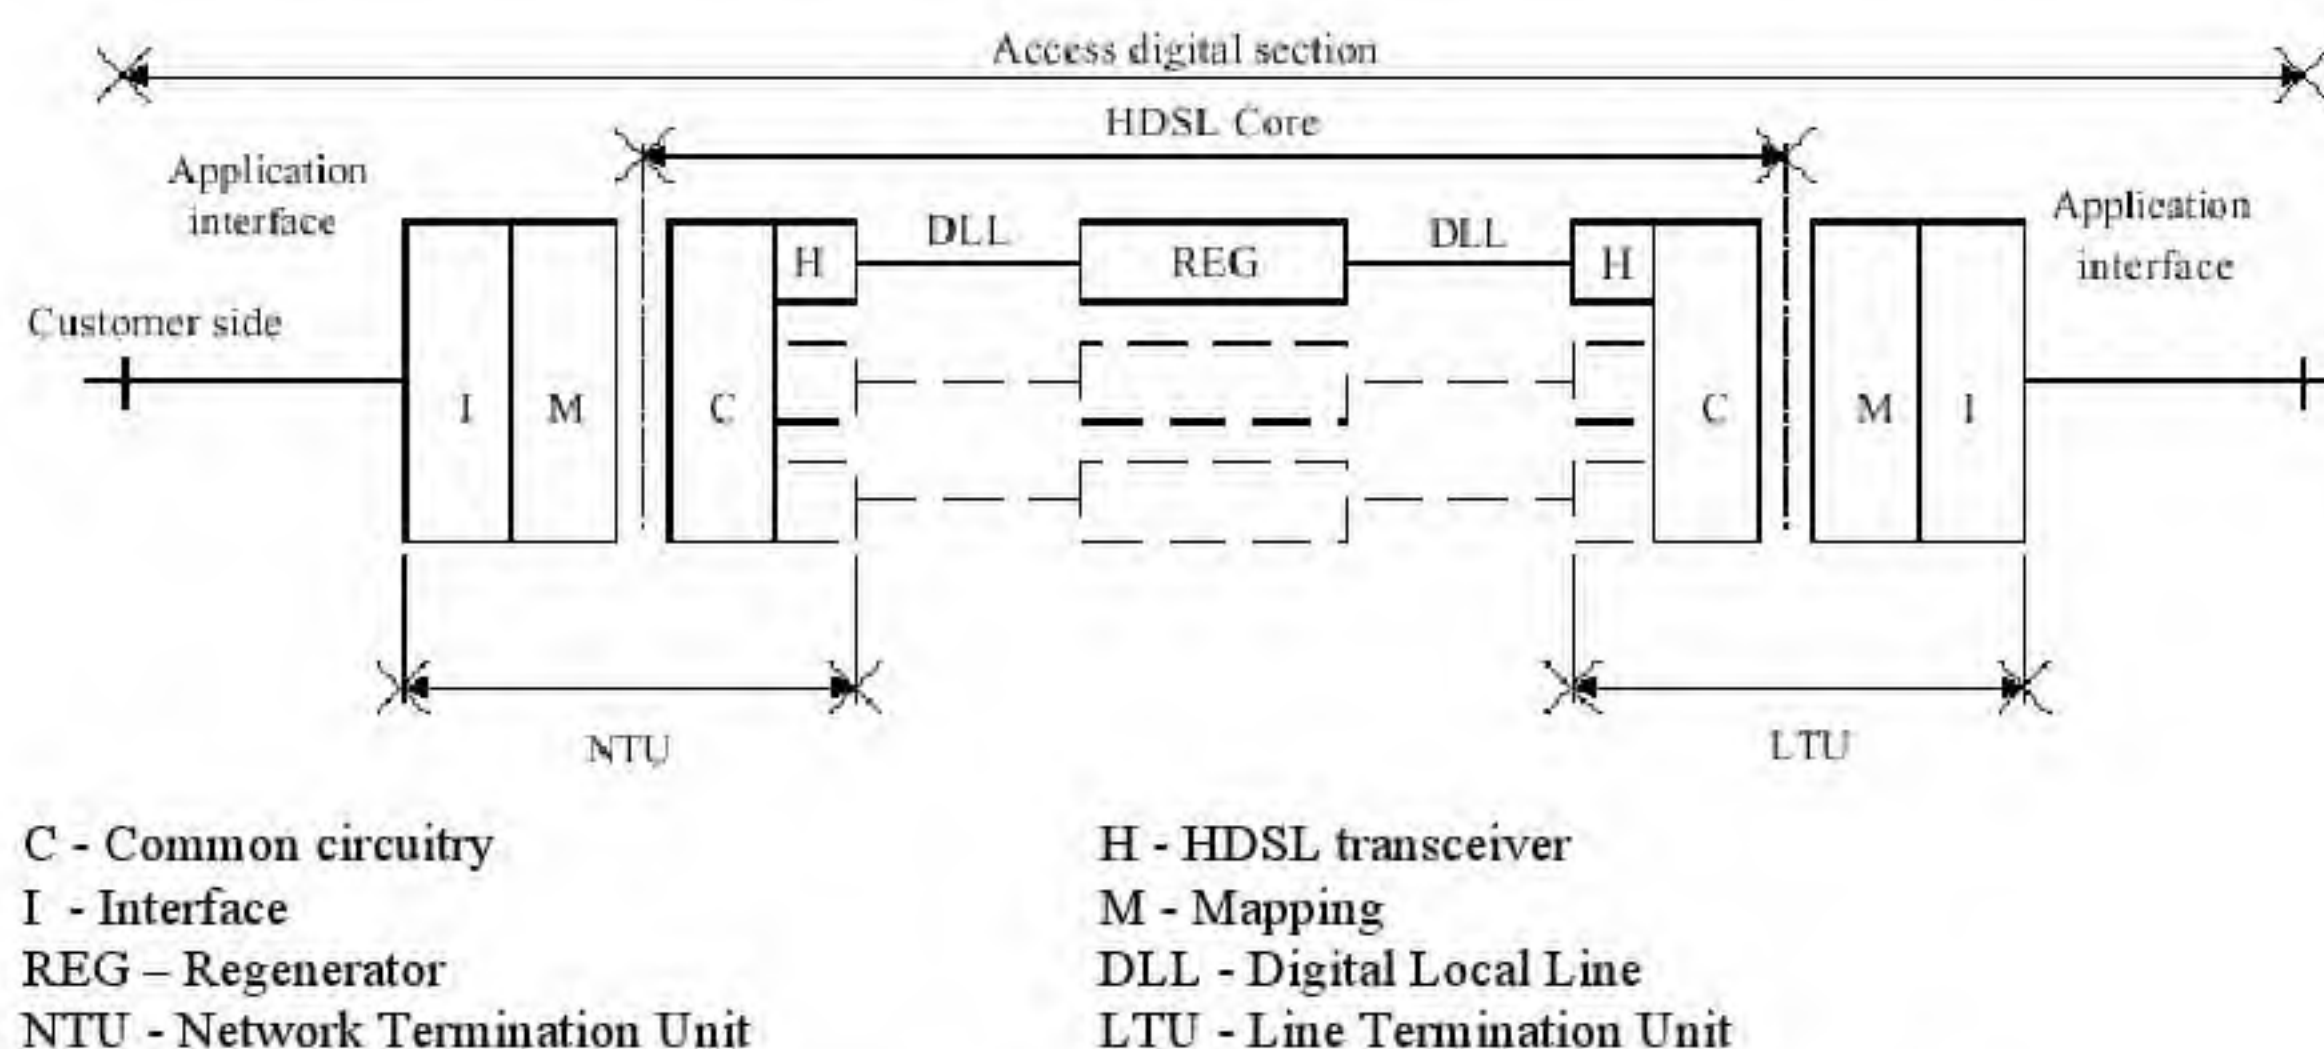 Access digital section
HDSL Core
Application
interface
Application
interface
DLL
REG
DLL
H
H
Customer side
I
M
C
C
M
I
NTU
LTU
C - Common circuitry
H - HDSL transceiver
I - Interface
M - Mapping
REG – Regenerator
DLL - Digital Local Line
NTU - Network Termination Unit
LTU - Line Termination Unit